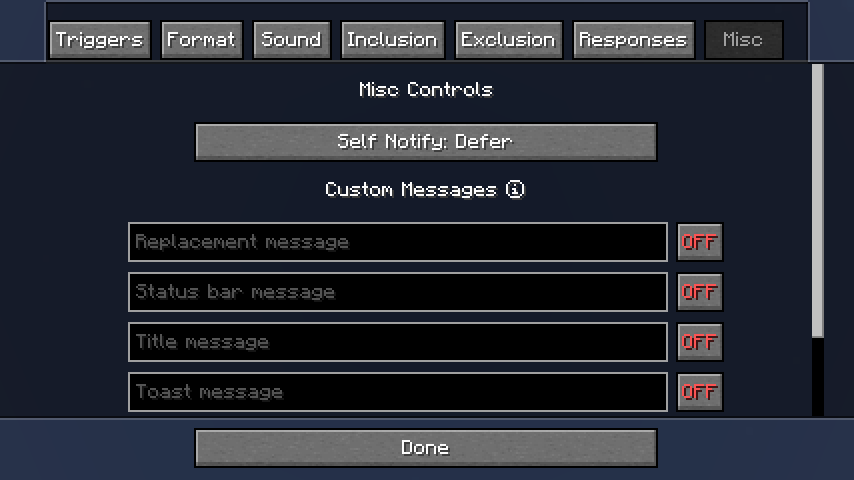 Triggers Format Sound Inclusion Exclusion Responses Misc
Misc Controls
Self Notify: Defer
Custom Messages ⓘ
Replacement message OFF
Status bar message OFF
Title message OFF
Toast message OFF
Done